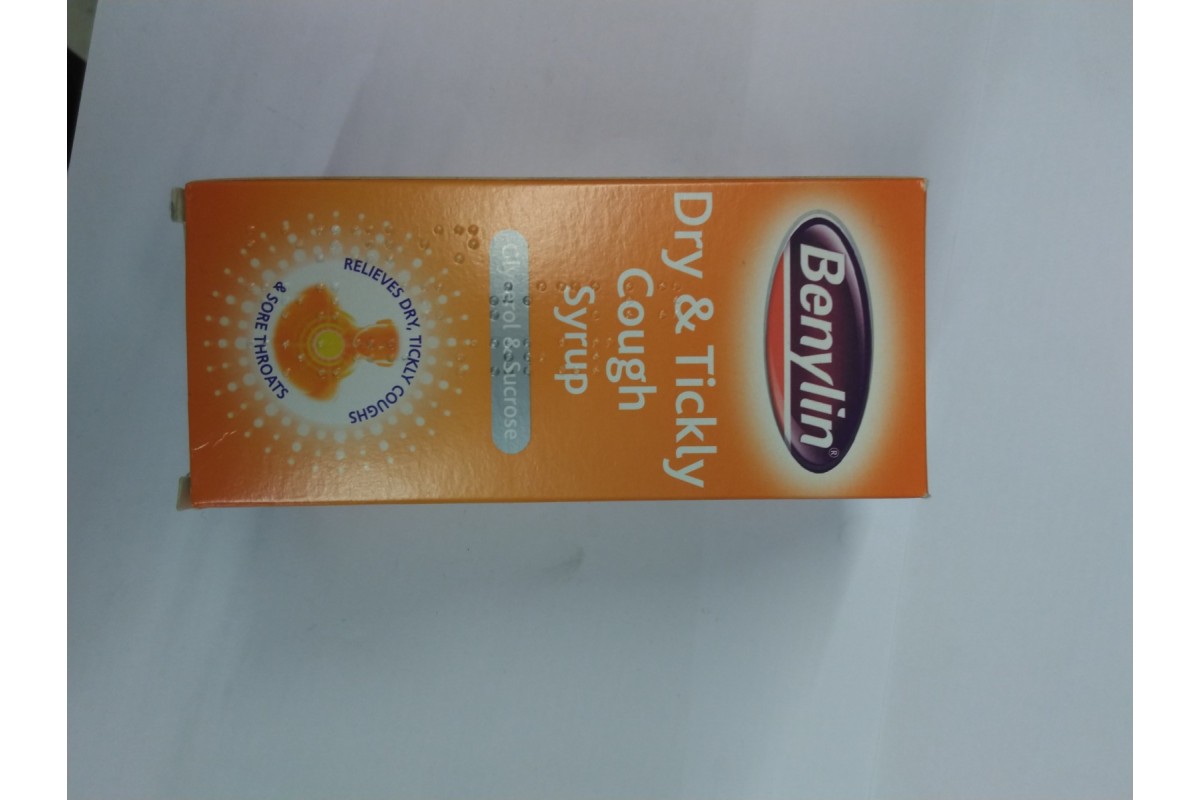 Benylin®
Dry & Tickly
Cough
Syrup
Glycerol & Sucrose
RELIEVES DRY, TICKLY COUGHS
& SORE THROATS